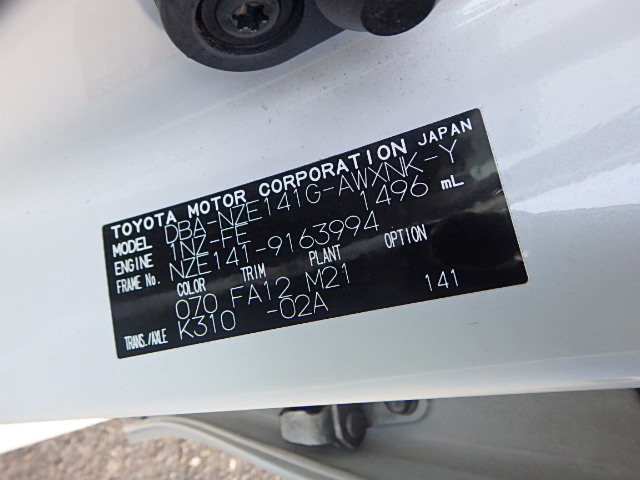 TOYOTA MOTOR CORPORATION JAPAN
MODEL DBA-NZE141G-AWXNK-Y
ENGINE 1NZ-FE 1496 mL
FRAME No. NZE141-9163994
COLOR TRIM PLANT OPTION
070 FA12 M21 141
TRANS./AXLE K310 -02A